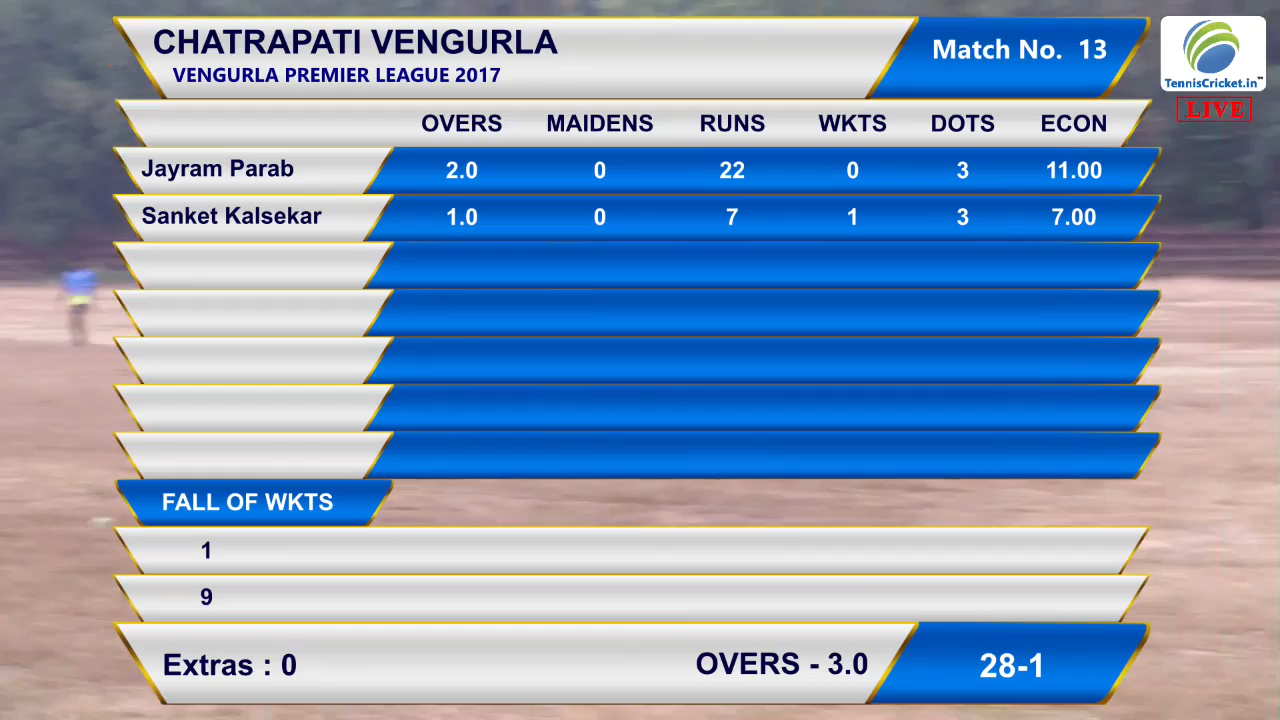 CHATRAPATI VENGURLA
VENGURLA PREMIER LEAGUE 2017
Match No. 13
TennisCricket.in™
LIVE
OVERS MAIDENS RUNS WKTS DOTS ECON
Jayram Parab 2.0 0 22 0 3 11.00
Sanket Kalsekar 1.0 0 7 1 3 7.00
FALL OF WKTS
1
9
Extras : 0 OVERS - 3.0 28-1